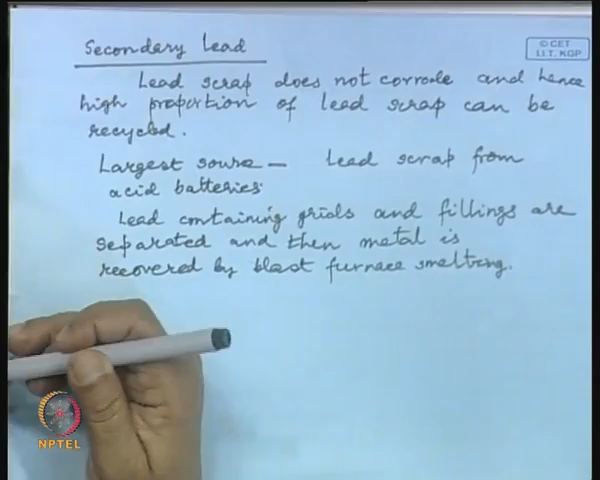 Secondary Lead
© CET
I.I.T. KGP
Lead scrap does not corrode and hence
high proportion of lead scrap can be
recycled.
Largest sourse — Lead scrap from
acid batteries
Lead containing grids and fillings are
separated and then metal is
recovered by blast furnace smelting.
NPTEL